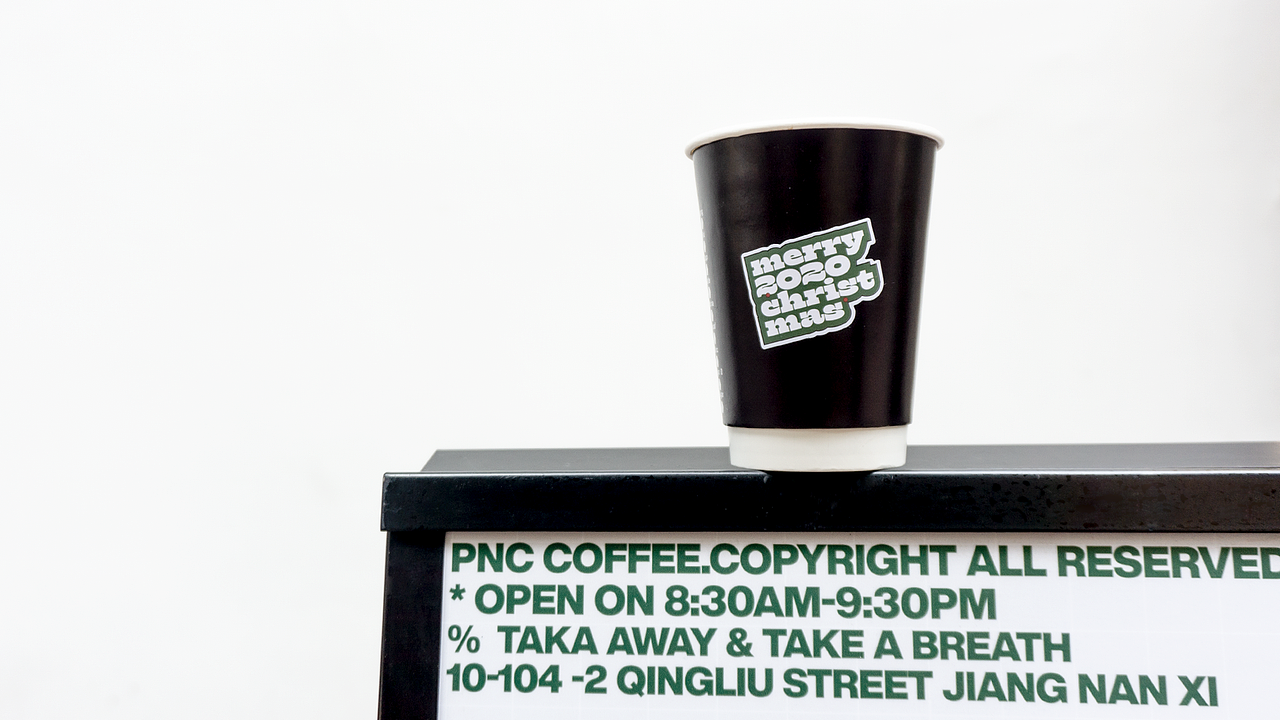 merry
2020
christ
mas
PNC COFFEE.COPYRIGHT ALL RESERVED
* OPEN ON 8:30AM-9:30PM
% TAKA AWAY & TAKE A BREATH
10-104 -2 QINGLIU STREET JIANG NAN XI